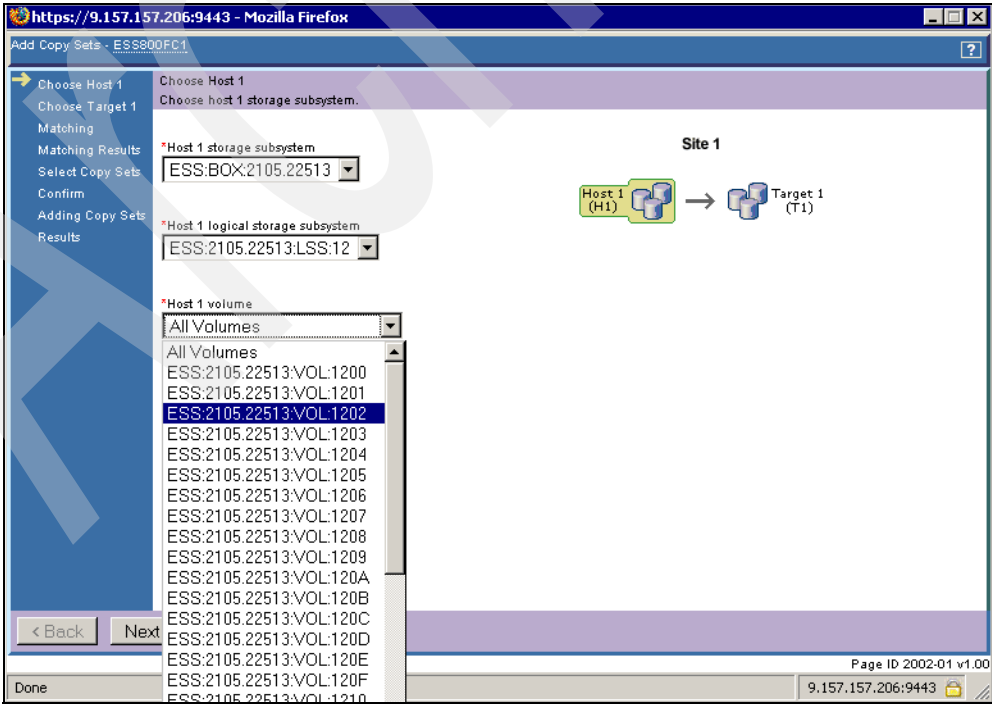 https://9.157.157.206:9443 - Mozilla Firefox
Add Copy Sets - ESS800FC1
?
Choose Host 1
Choose Target 1
Matching
Matching Results
Select Copy Sets
Confirm
Adding Copy Sets
Results
Choose Host 1
Choose host 1 storage subsystem.
*Host 1 storage subsystem
ESS:BOX:2105.22513
*Host 1 logical storage subsystem
ESS:2105.22513:LSS:12
*Host 1 volume
All Volumes
All Volumes
ESS:2105.22513:VOL:1200
ESS:2105.22513:VOL:1201
ESS:2105.22513:VOL:1202
ESS:2105.22513:VOL:1203
ESS:2105.22513:VOL:1204
ESS:2105.22513:VOL:1205
ESS:2105.22513:VOL:1206
ESS:2105.22513:VOL:1207
ESS:2105.22513:VOL:1208
ESS:2105.22513:VOL:1209
ESS:2105.22513:VOL:120A
ESS:2105.22513:VOL:120B
ESS:2105.22513:VOL:120C
ESS:2105.22513:VOL:120D
ESS:2105.22513:VOL:120E
ESS:2105.22513:VOL:120F
ESS:2105.22513:VOL:1210
Site 1
Host 1
(H1)
Target 1
(T1)
< Back
Next
Page ID 2002-01 v1.00
Done
9.157.157.206:9443